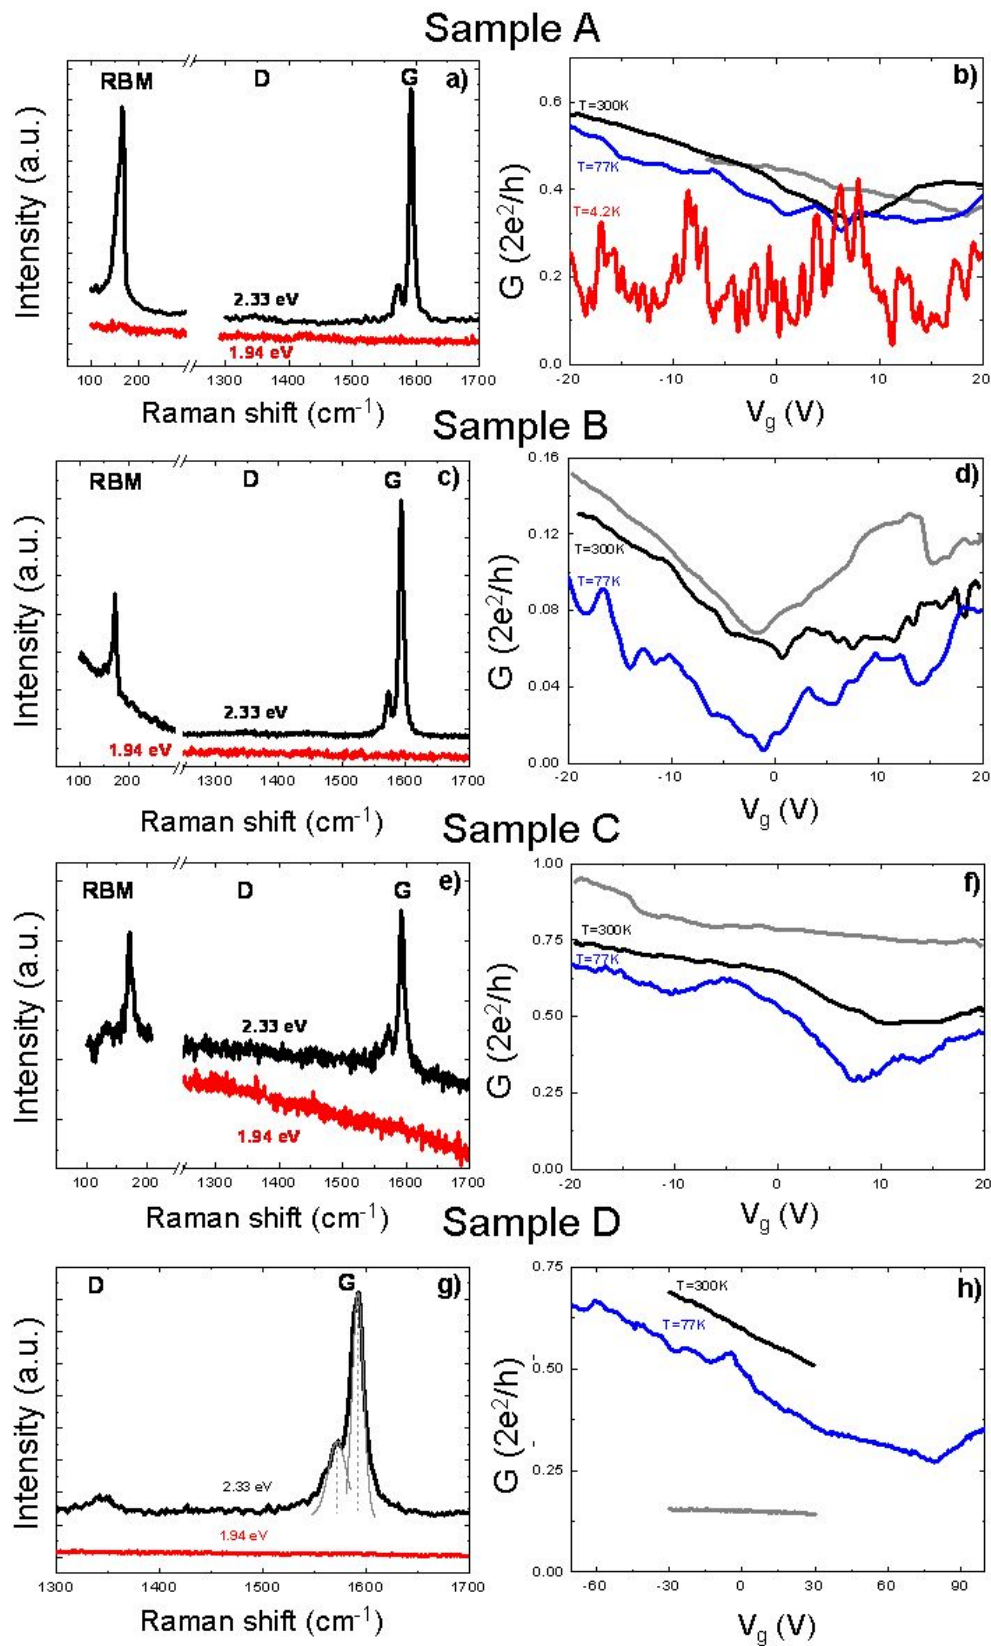 Sample A
RBM D G a)
Intensity (a.u.)
2.33 eV
1.94 eV
100 200 1300 1400 1500 1600 1700
Raman shift (cm-1)
b)
T=300K
T=77K
T=4.2K
G (2e2/h)
0.6
0.4
0.2
0.0
-20 -10 0 10 20
Vg (V)
Sample B
RBM D G c)
Intensity (a.u.)
2.33 eV
1.94 eV
100 200 1300 1400 1500 1600 1700
Raman shift (cm-1)
d)
T=300K
T=77K
G (2e2/h)
0.16
0.12
0.08
0.04
0.00
-20 -10 0 10 20
Vg (V)
Sample C
RBM D G e)
Intensity (a.u.)
2.33 eV
1.94 eV
100 200 1300 1400 1500 1600 1700
Raman shift (cm-1)
f)
T=300K
T=77K
G (2e2/h)
1.00
0.75
0.50
0.25
0.00
-20 -10 0 10 20
Vg (V)
Sample D
D G g)
Intensity (a.u.)
2.33 eV
1.94 eV
1300 1400 1500 1600 1700
Raman shift (cm-1)
h)
T=300K
T=77K
G (2e2/h)
0.75
0.50
0.25
0.00
-60 -30 0 30 60 90
Vg (V)